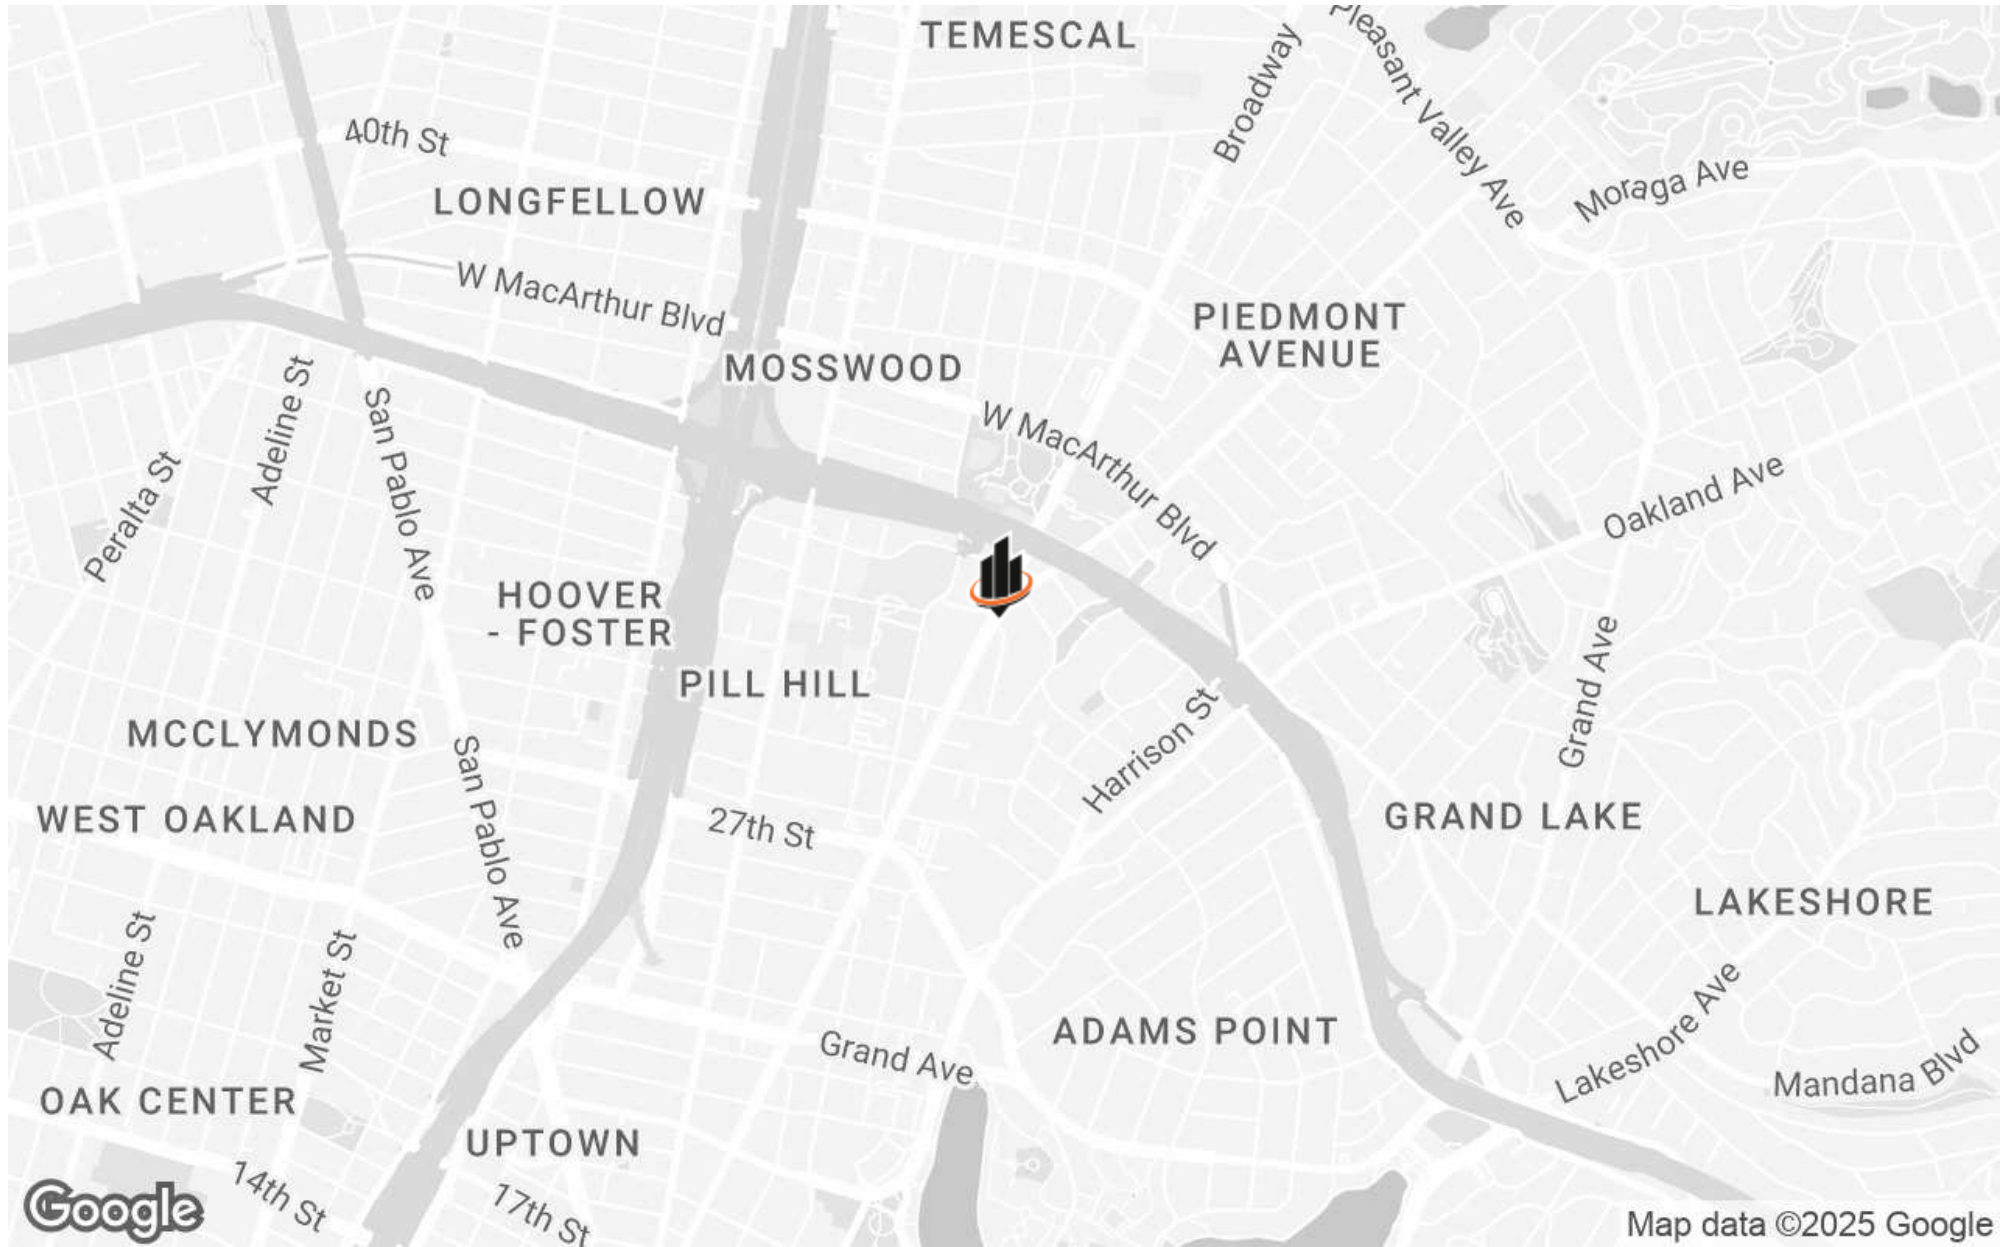 TEMESCAL
Pleasant Valley Ave
Broadway
40th St
Moraga Ave
LONGFELLOW
W MacArthur Blvd
PIEDMONT
AVENUE
MOSSWOOD
W MacArthur Blvd
Adeline St
San Pablo Ave
Peralta St
Oakland Ave
HOOVER
- FOSTER
PILL HILL
Grand Ave
Harrison St
MCCLYMONDS
San Pablo Ave
WEST OAKLAND
27th St
GRAND LAKE
LAKESHORE
Adeline St
Market St
ADAMS POINT
Grand Ave
Lakeshore Ave
Mandana Blvd
OAK CENTER
UPTOWN
14th St
17th St
Google
Map data ©2025 Google